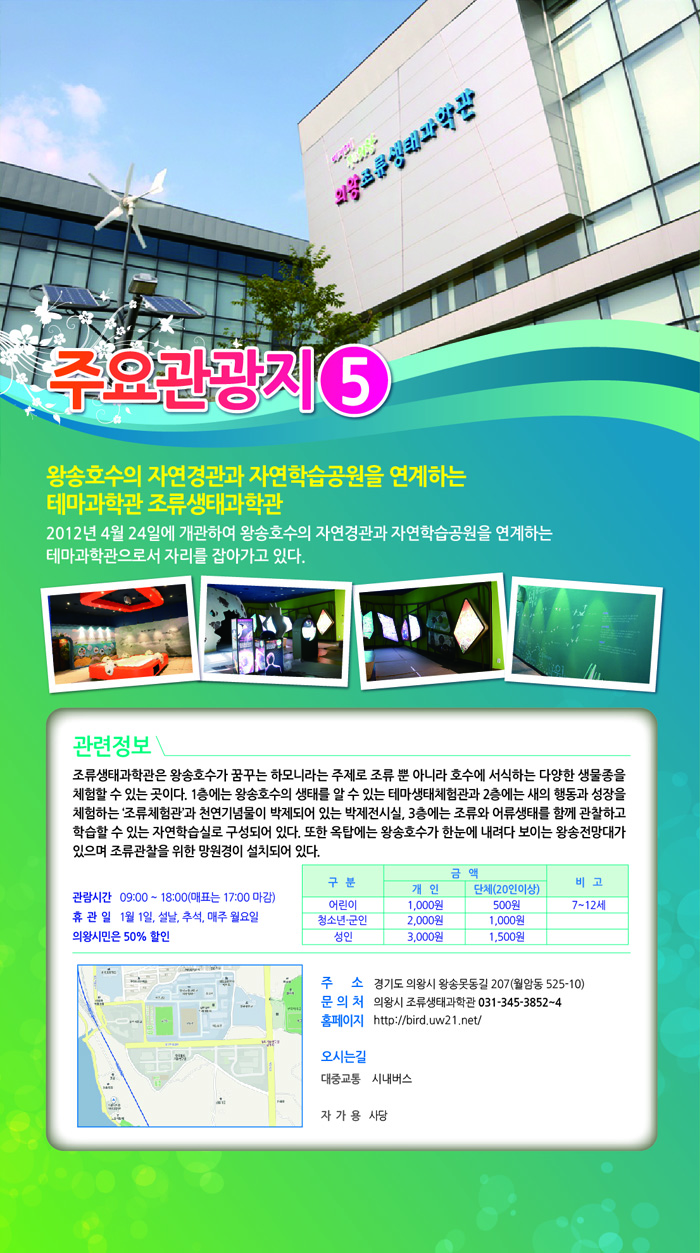 의왕조류생태과학관
주요관광지 5
왕송호수의 자연경관과 자연학습공원을 연계하는
테마과학관 조류생태과학관
2012년 4월 24일에 개관하여 왕송호수의 자연경관과 자연학습공원을 연계하는
테마과학관으로서 자리를 잡아가고 있다.
관련정보
조류생태과학관은 왕송호수가 꿈꾸는 하모니라는 주제로 조류 뿐 아니라 호수에 서식하는 다양한 생물종을
체험할 수 있는 곳이다. 1층에는 왕송호수의 생태를 알 수 있는 테마생태체험관과 2층에는 새의 행동과 성장을
체험하는 '조류체험관'과 천연기념물이 박제되어 있는 박제전시실, 3층에는 조류와 어류생태를 함께 관찰하고
학습할 수 있는 자연학습실로 구성되어 있다. 또한 옥탑에는 왕송호수가 한눈에 내려다 보이는 왕송전망대가
있으며 조류관찰을 위한 망원경이 설치되어 있다.
관람시간 09:00 ~ 18:00(매표는 17:00 마감)
휴 관 일 1월 1일, 설날, 추석, 매주 월요일
의왕시민은 50% 할인
구 분 금 액 비 고
개 인 단체(20인이상)
어린이 1,000원 500원 7~12세
청소년·군인 2,000원 1,000원
성인 3,000원 1,500원
주 소 경기도 의왕시 왕송못동길 207(월암동 525-10)
문 의 처 의왕시 조류생태과학관 031-345-3852~4
홈페이지 http://bird.uw21.net/
오시는길
대중교통 시내버스
자 가 용 사당